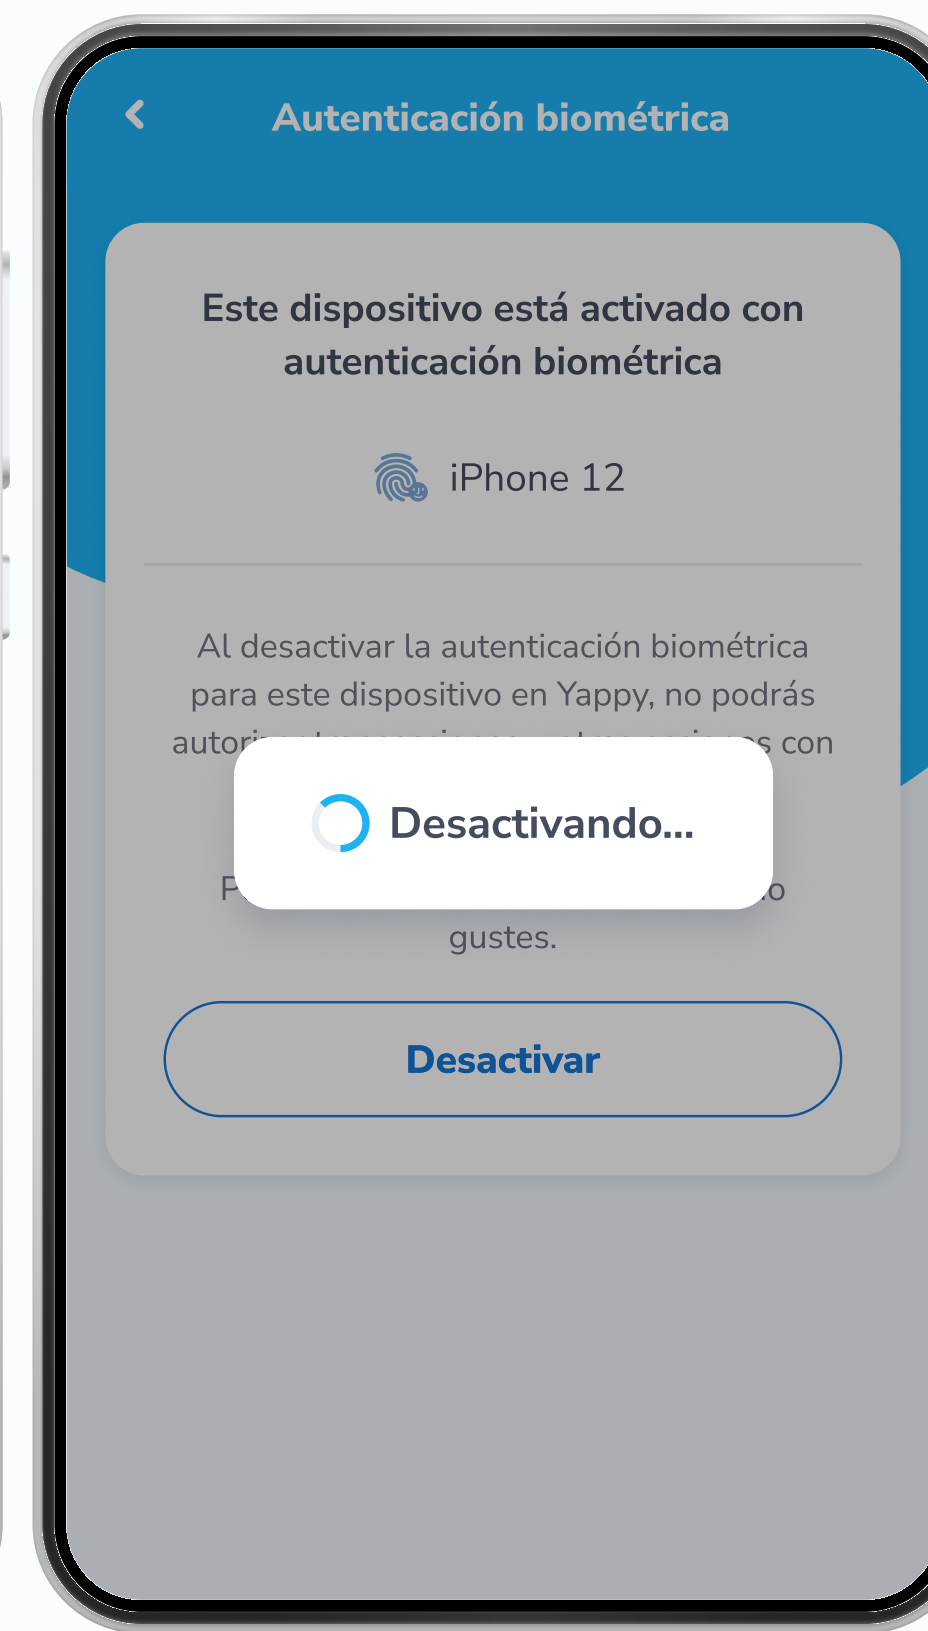 Autenticación biométrica
Este dispositivo está activado con
autenticación biométrica
iPhone 12
Al desactivar la autenticación biométrica
para este dispositivo en Yappy, no podrás
con
Desactivando...
gustes.
Desactivar